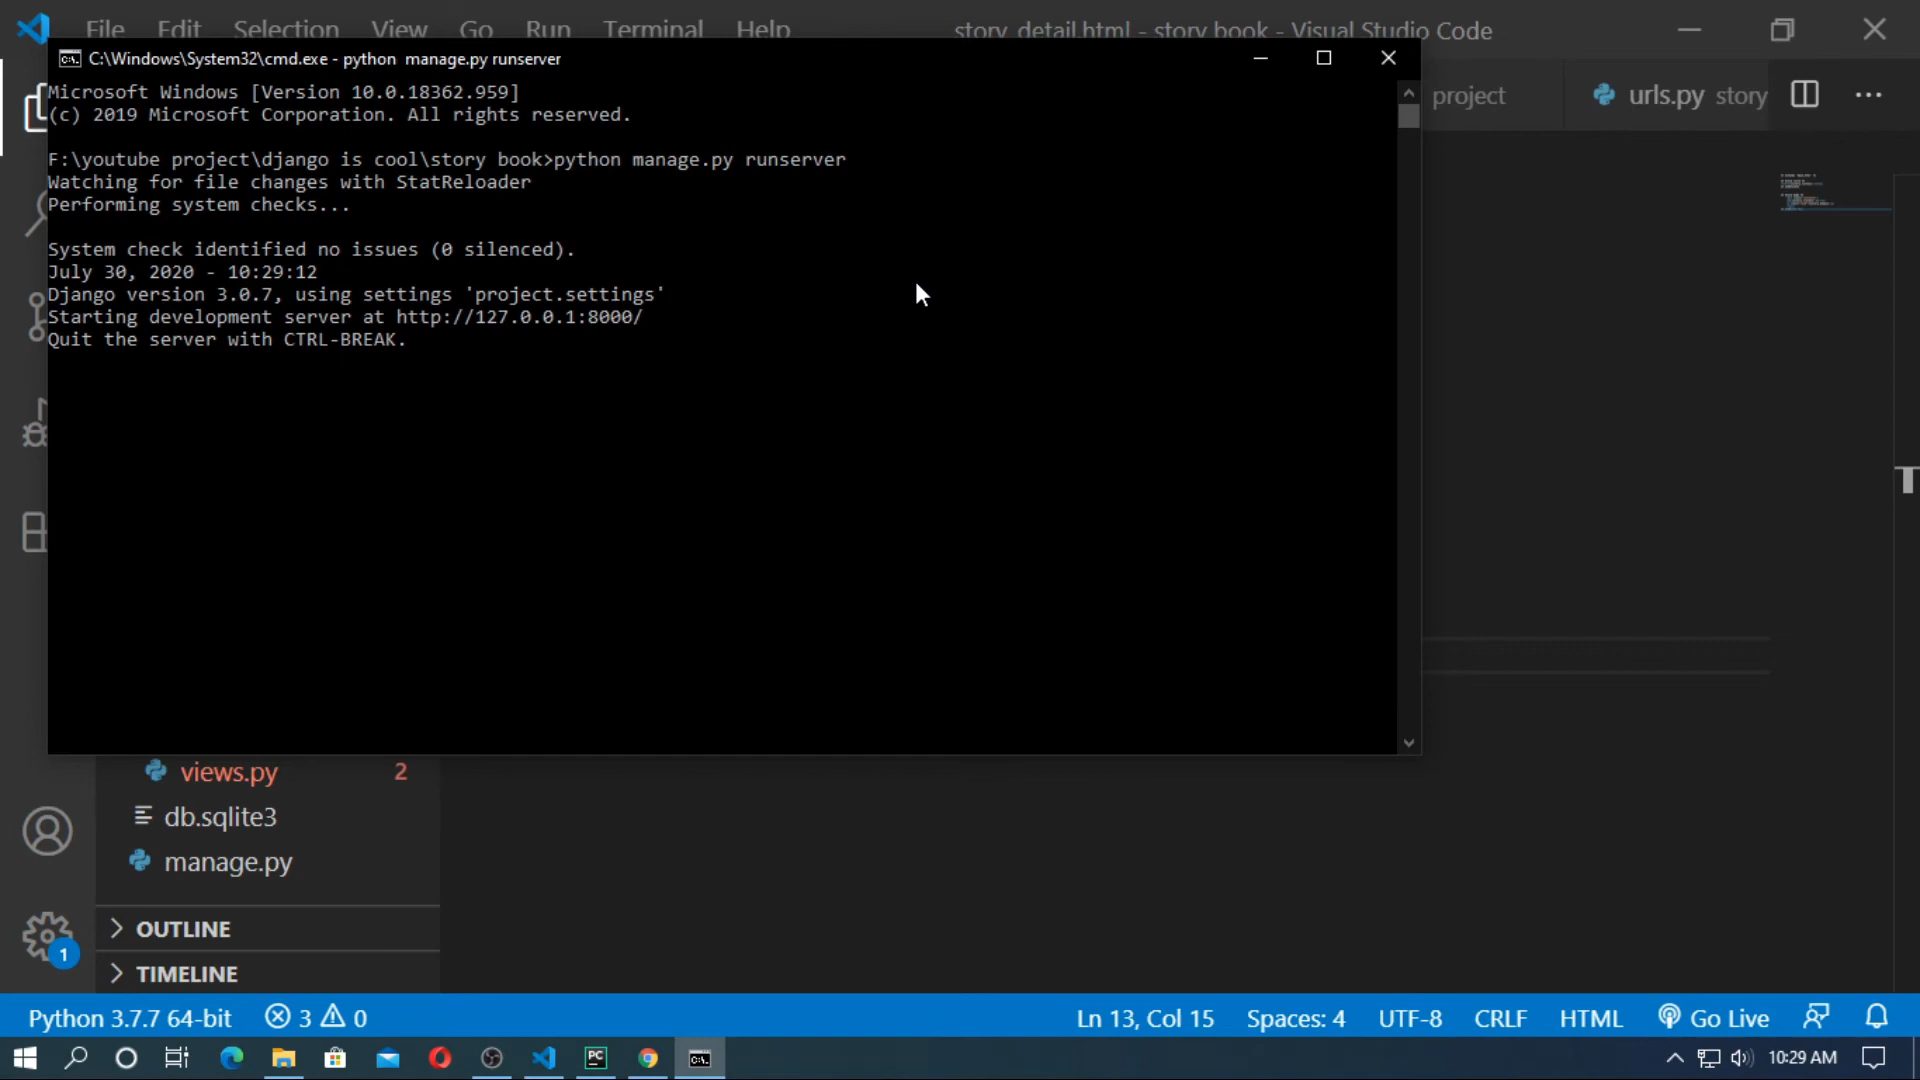 File Edit Selection View Go Run Terminal Help story_detail.html - story book - Visual Studio Code
C:\Windows\System32\cmd.exe - python  manage.py runserver
project urls.py story
Microsoft Windows [Version 10.0.18362.959]
(c) 2019 Microsoft Corporation. All rights reserved.
F:\youtube project\django is cool\story book>python manage.py runserver
Watching for file changes with StatReloader
Performing system checks...
System check identified no issues (0 silenced).
July 30, 2020 - 10:29:12
Django version 3.0.7, using settings 'project.settings'
Starting development server at http://127.0.0.1:8000/
Quit the server with CTRL-BREAK.
views.py 2
db.sqlite3
manage.py
OUTLINE
1
TIMELINE
Python 3.7.7 64-bit 3 0 Ln 13, Col 15 Spaces: 4 UTF-8 CRLF HTML Go Live
10:29 AM